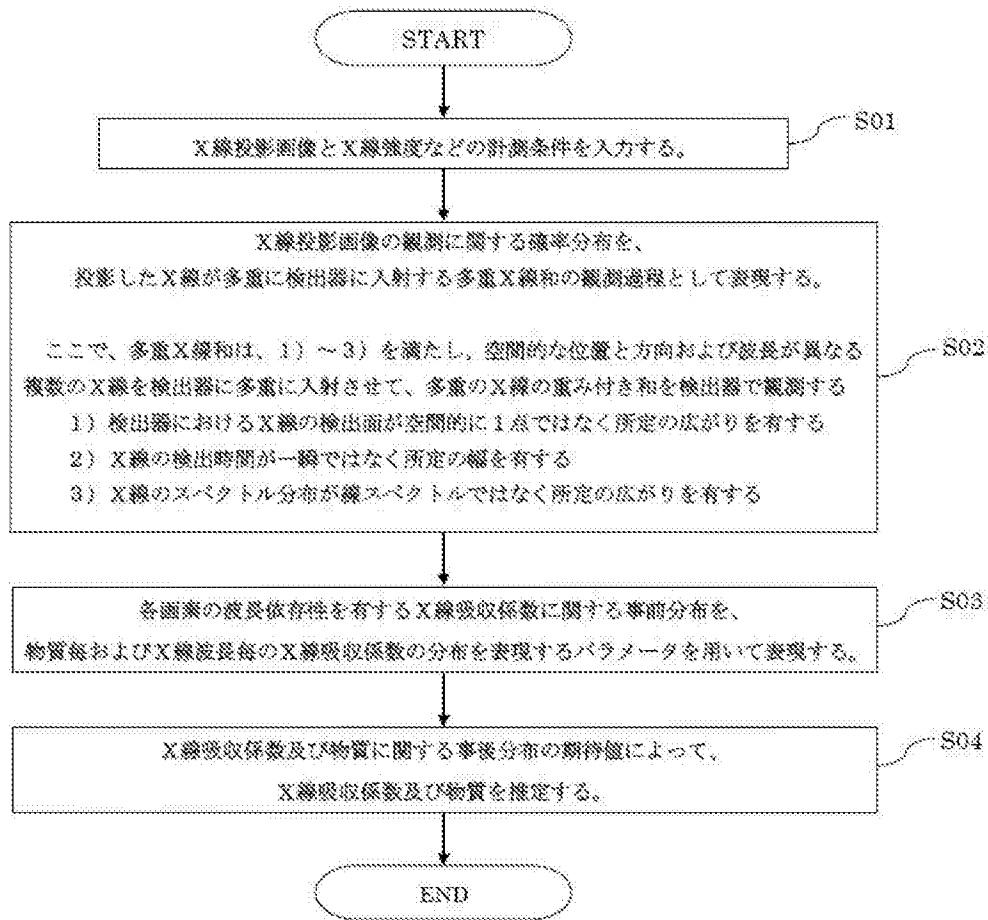 START
S01
X線投影画像とX線強度などの計測条件を入力する。
X線投影画像の観測に関する確率分布を、
投影したX線が多重に検出器に入射する多重X線和の観測過程として表現する。
ここで、多重X線和は、1)~3)を満たし、空間的な位置と方向および波長が異なる
S02
複数のX線を検出器に多重に入射させて、多重のX線の重み付き和を検出器で観測する
1)検出器におけるX線の検出面が空間的に1点ではなく所定の広がりを有する
2)X線の検出時間が一瞬ではなく所定の幅を有する
3)X線のスペクトル分布が線スペクトルではなく所定の広がりを有する
各画素の波長依存性を有するX線吸収係数に関する事前分布を、
S03
物質毎およびX線波長毎のX線吸収係数の分布を表現するパラメータを用いて表現する。
X線吸収係数及び物質に関する事後分布の期待値によって、
S04
X線吸収係数及び物質を推定する。
END